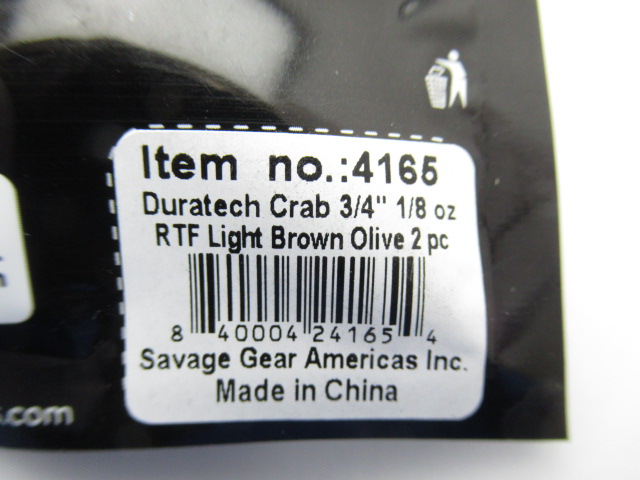 Item no.:4165
Duratech Crab 3/4" 1/8 oz
RTF Light Brown Olive 2 pc
8 40004 24165 4
Savage Gear Americas Inc.
Made in China
.com